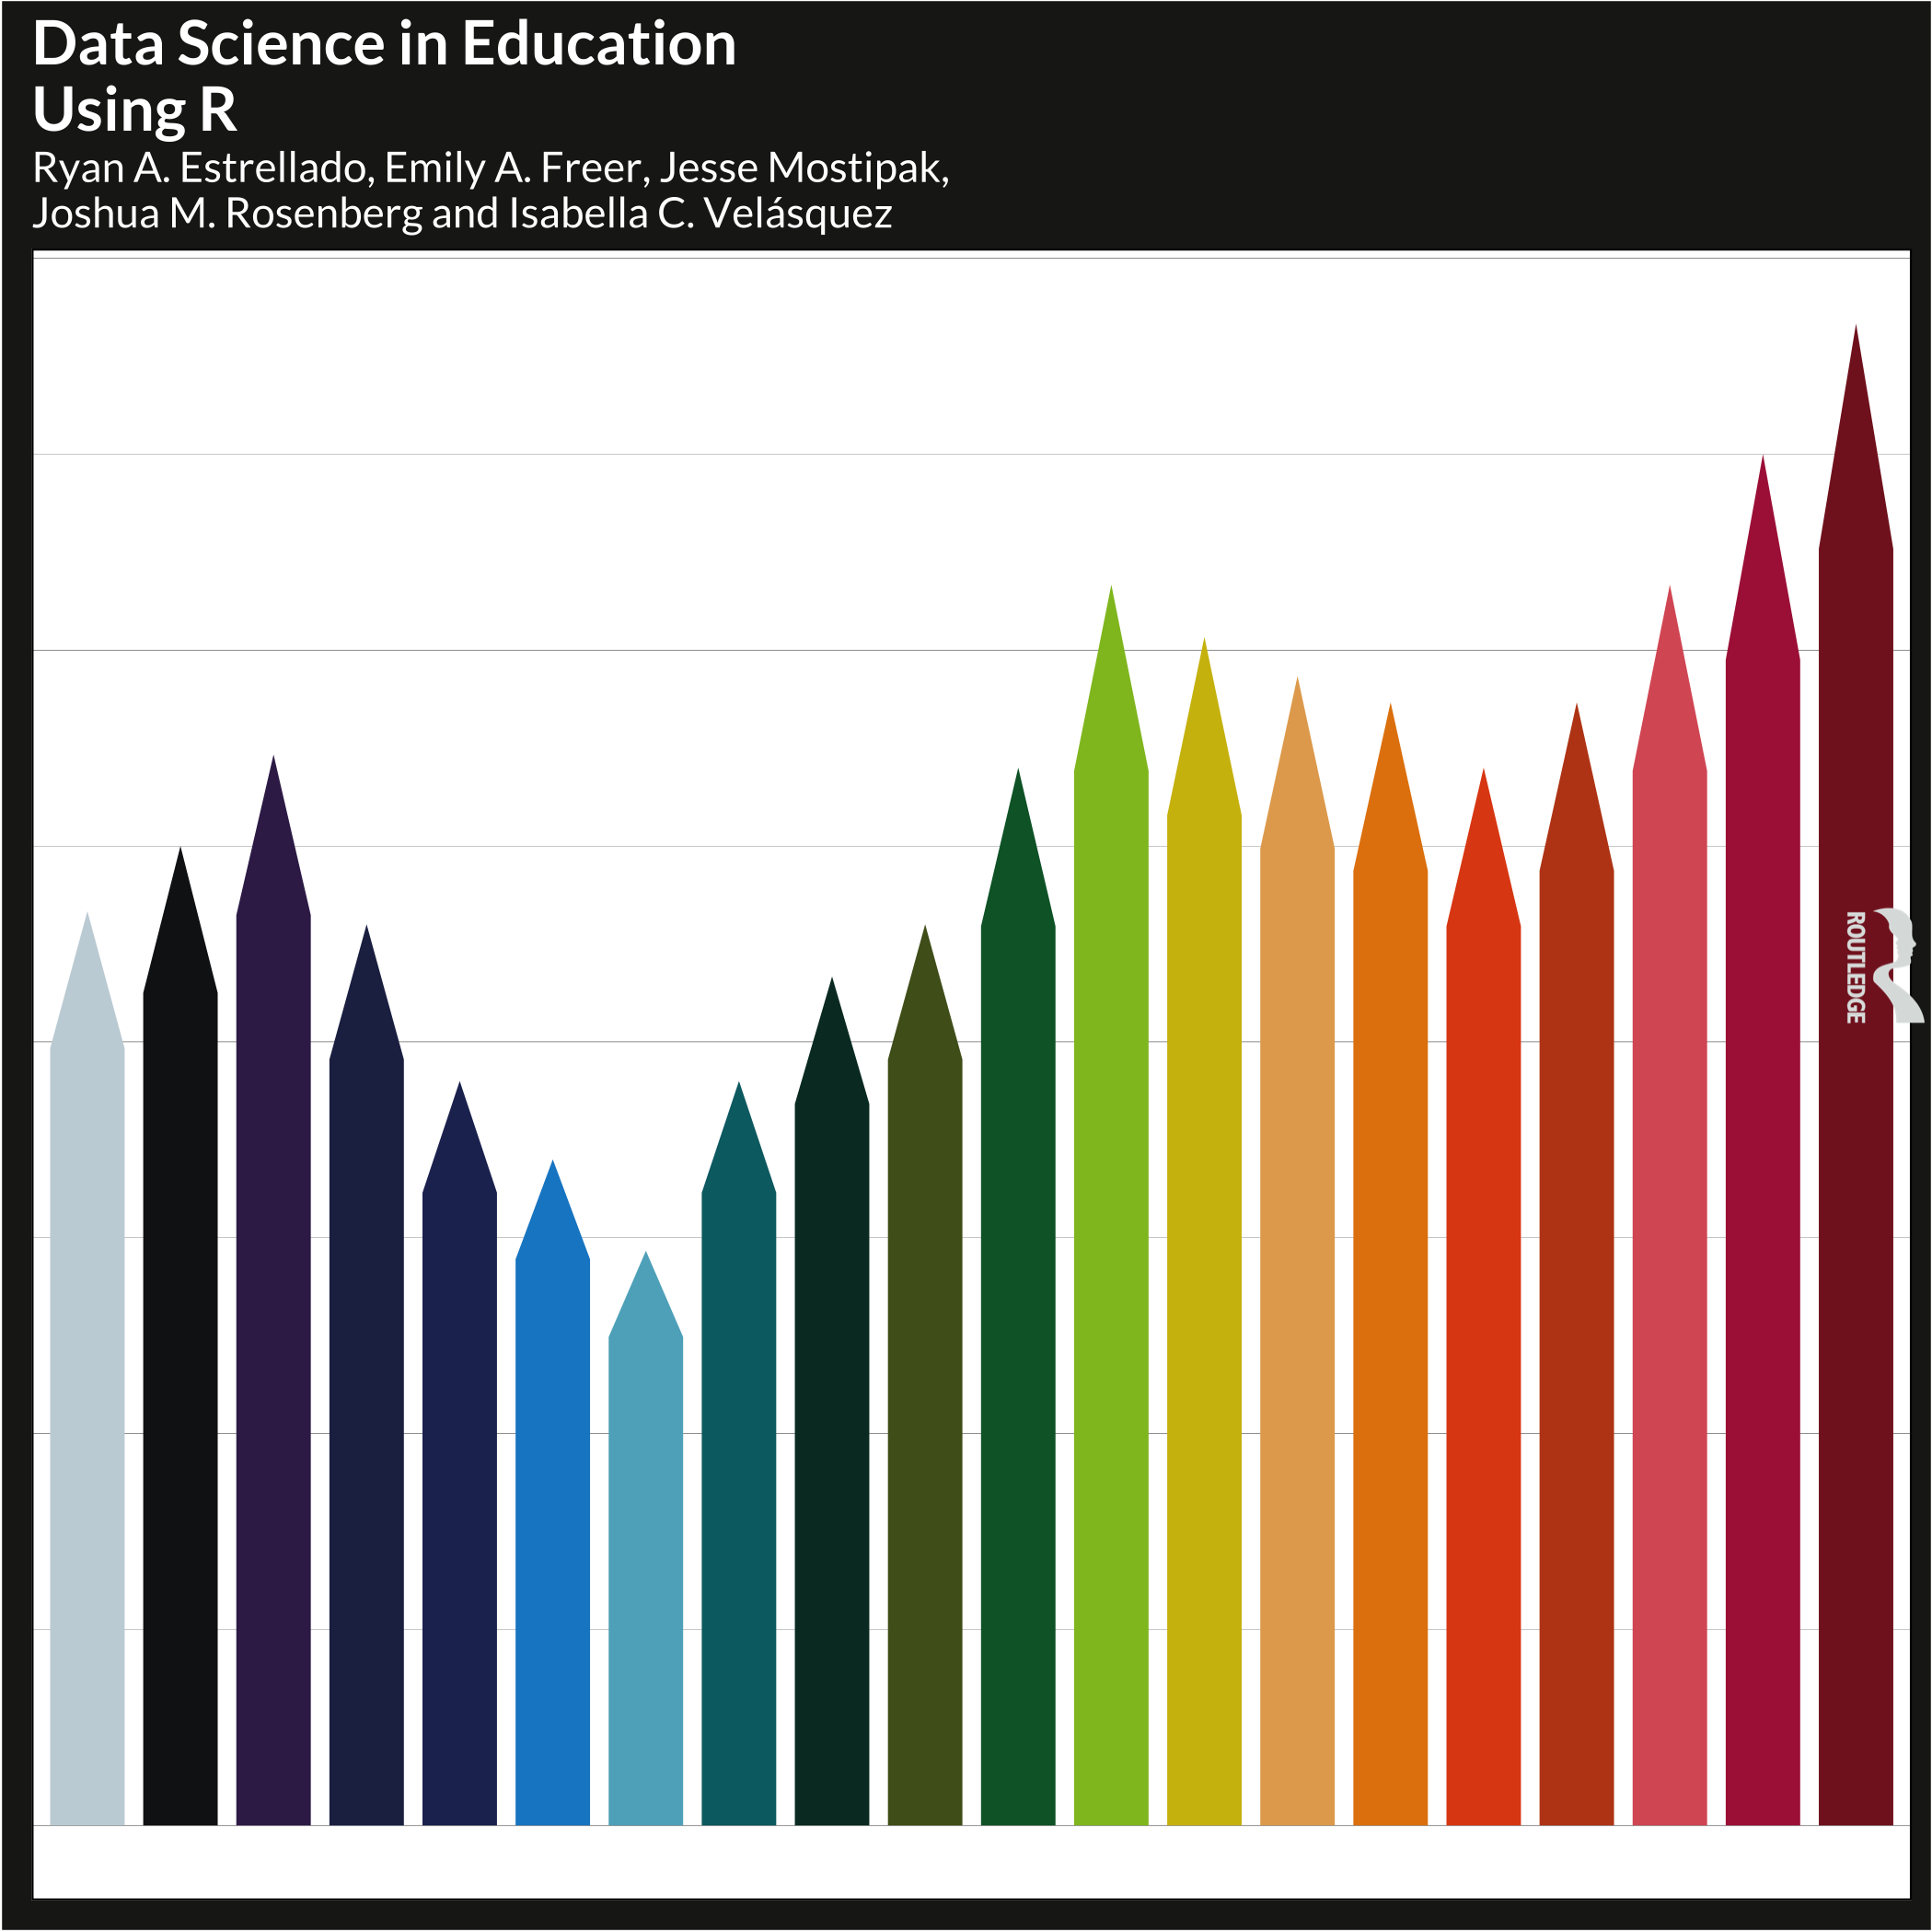 Data Science in Education
Using R
Ryan A. Estrellado, Emily A. Freer, Jesse Mostipak,
Joshua M. Rosenberg and Isabella C. Velásquez
ROUTLEDGE